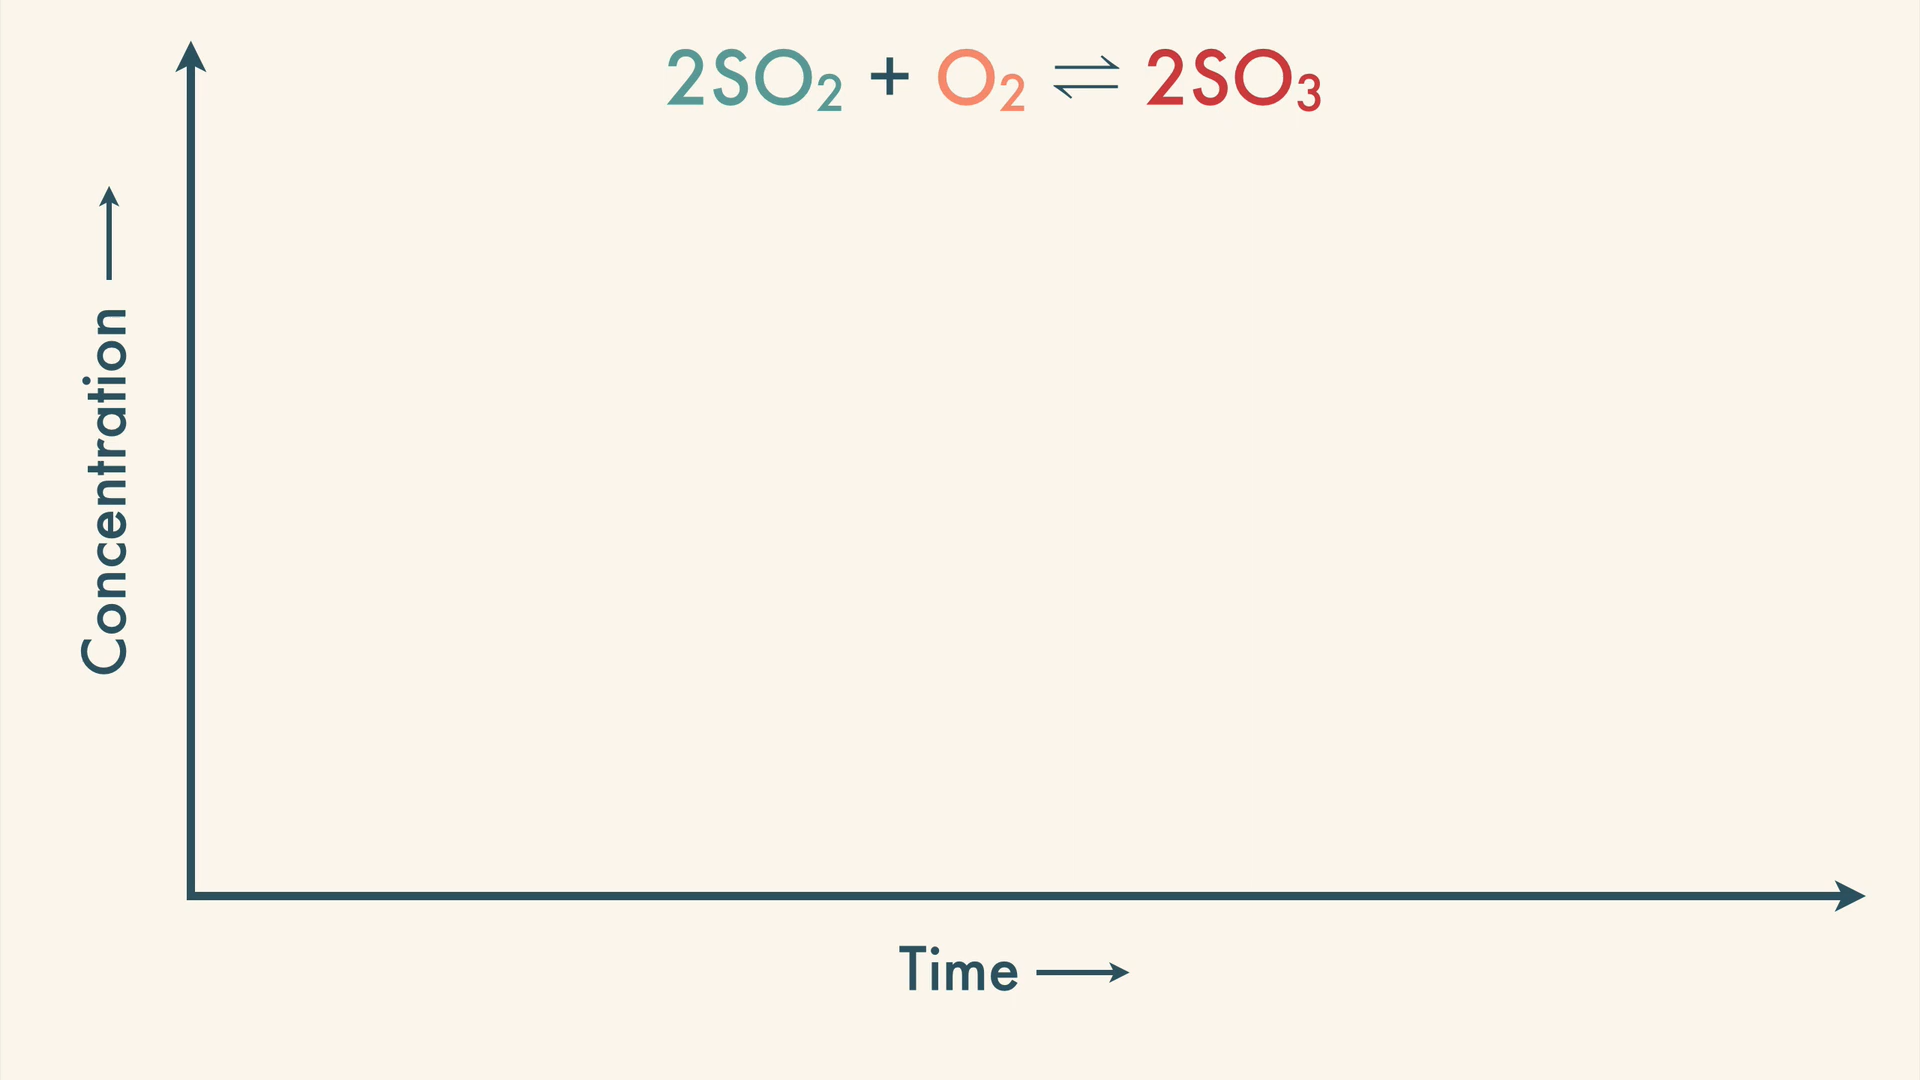 2SO₂ + O₂ ⇌ 2SO₃
Concentration →
Time →